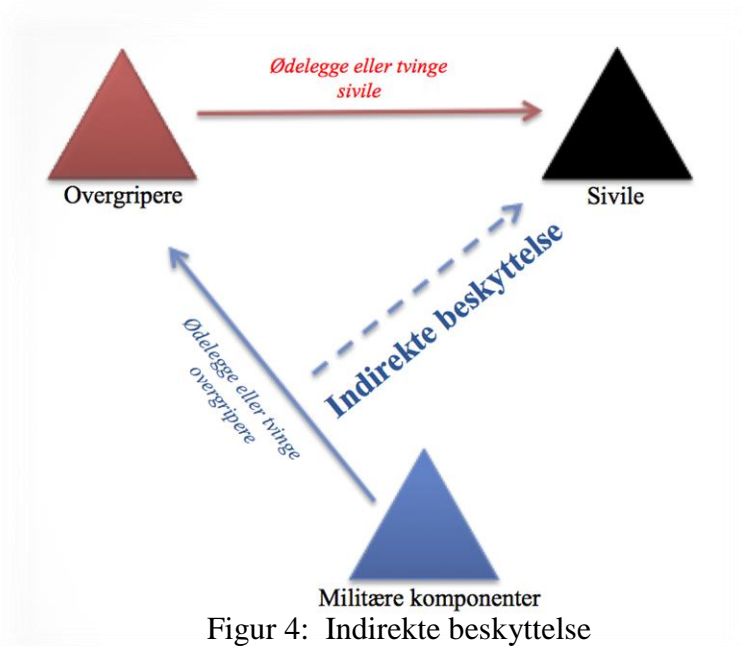 Ødelegge eller tvinge
sivile
Overgripere
Sivile
Indirekte beskyttelse
Ødelegge eller tvinge
overgripere
Militære komponenter
Figur 4: Indirekte beskyttelse